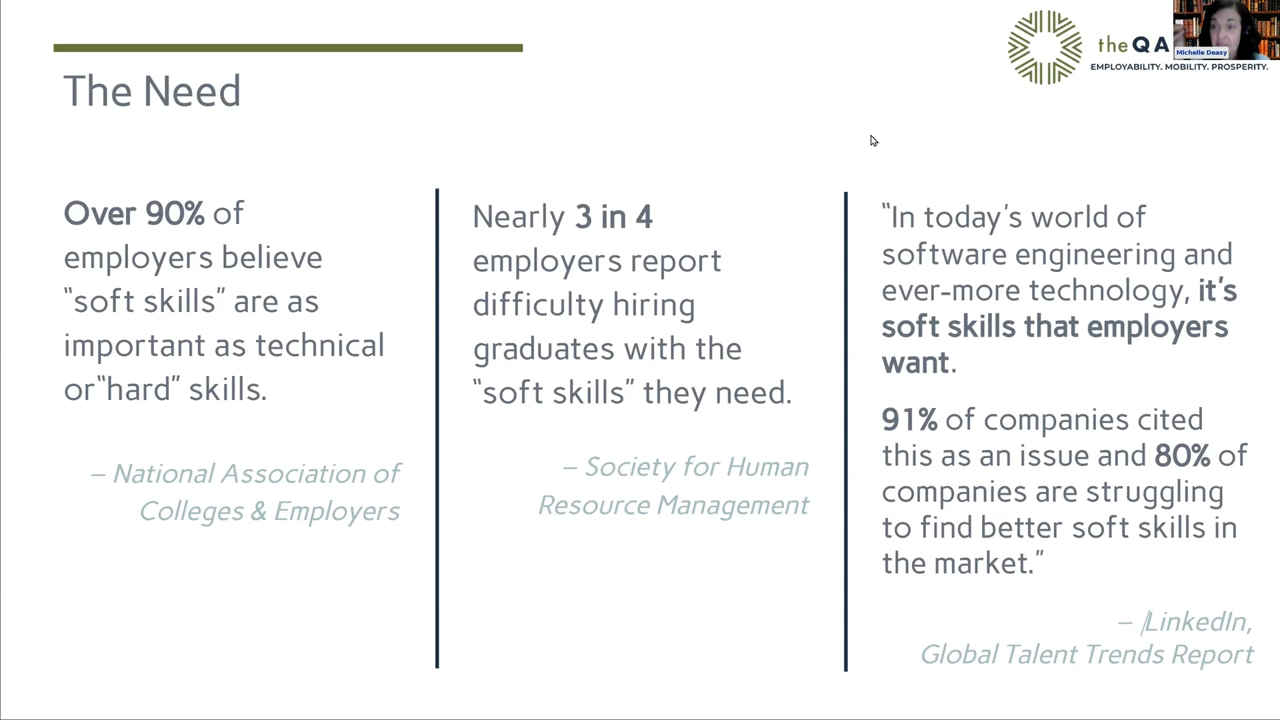 The Need
theQA
EMPLOYABILITY. MOBILITY. PROSPERITY.
Michelle Deasy
Over 90% of
employers believe
“soft skills” are as
important as technical
or“hard” skills.
– National Association of
Colleges & Employers
Nearly 3 in 4
employers report
difficulty hiring
graduates with the
“soft skills” they need.
– Society for Human
Resource Management
“In today’s world of
software engineering and
ever-more technology, it’s
soft skills that employers
want.
91% of companies cited
this as an issue and 80% of
companies are struggling
to find better soft skills in
the market.”
– LinkedIn,
Global Talent Trends Report